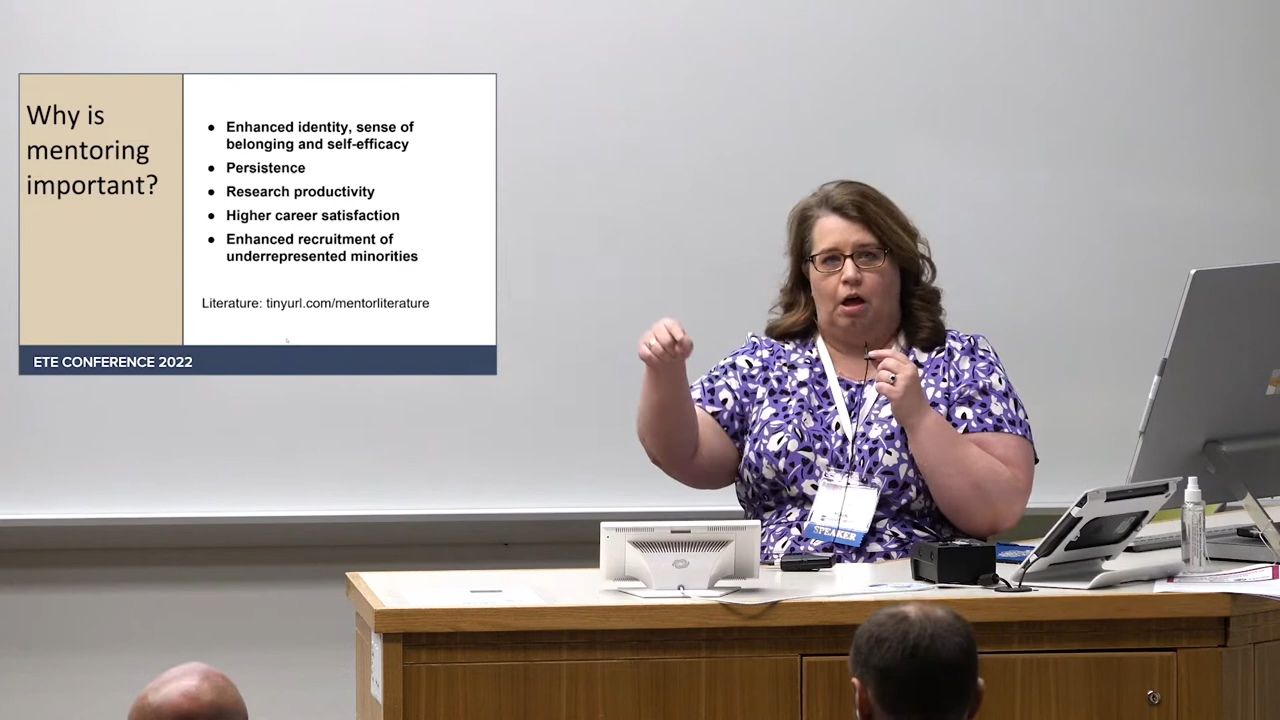 Why is
mentoring
important?
● Enhanced identity, sense of
belonging and self-efficacy
● Persistence
● Research productivity
● Higher career satisfaction
● Enhanced recruitment of
underrepresented minorities
Literature: tinyurl.com/mentorliterature
ETE CONFERENCE 2022
SPEAKER